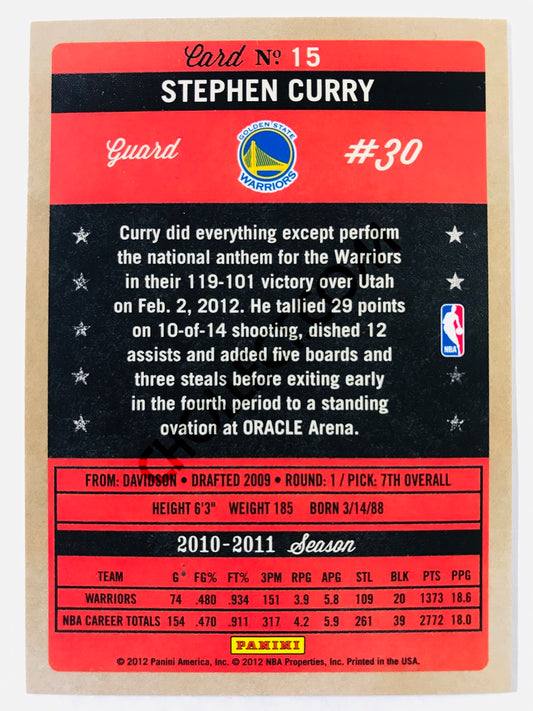 Card Nº 15
STEPHEN CURRY
Guard
GOLDEN STATE
WARRIORS
#30
Curry did everything except perform
the national anthem for the Warriors
in their 119-101 victory over Utah
on Feb. 2, 2012. He tallied 29 points
on 10-of-14 shooting, dished 12
assists and added five boards and
three steals before exiting early
in the fourth period to a standing
ovation at ORACLE Arena.
NBA
FROM: DAVIDSON • DRAFTED 2009 • ROUND: 1 / PICK: 7TH OVERALL
HEIGHT 6'3" WEIGHT 185 BORN 3/14/88
2010-2011 Season
TEAM G FG% FT% 3PM RPG APG STL BLK PTS PPG
WARRIORS 74 .480 .934 151 3.9 5.8 109 20 1373 18.6
NBA CAREER TOTALS 154 .470 .911 317 4.2 5.9 261 39 2772 18.0
PANINI
© 2012 Panini America, Inc. © 2012 NBA Properties, Inc. Printed in the USA.